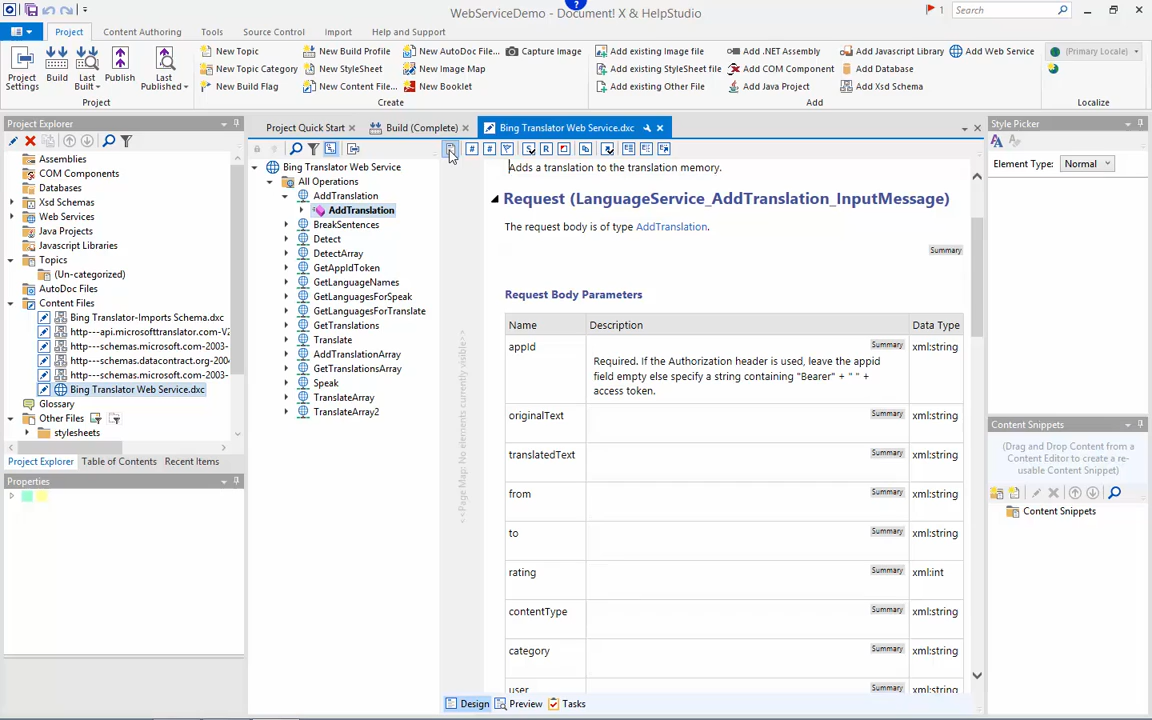 WebServiceDemo - Document! X & HelpStudio
1
Search
Project
Content Authoring
Tools
Source Control
Import
Help and Support
Project Settings
Build
Last Built
Publish
Last Published
Project
New Topic
New Topic Category
New Build Flag
New Build Profile
New StyleSheet
New Content File...
New AutoDoc File...
New Image Map
New Booklet
Capture Image
Create
Add existing Image file
Add existing StyleSheet file
Add existing Other File
Add .NET Assembly
Add COM Component
Add Java Project
Add Javascript Library
Add Database
Add Xsd Schema
Add Web Service
Add
(Primary Locale)
Localize
Project Explorer
Assemblies
COM Components
Databases
Xsd Schemas
Web Services
Java Projects
Javascript Libraries
Topics
(Un-categorized)
AutoDoc Files
Content Files
Bing Translator-Imports Schema.dxc
http---api.microsofttranslator.com-V2
http---schemas.microsoft.com-2003-
http---schemas.datacontract.org-2004
http---schemas.microsoft.com-2003-
Bing Translator Web Service.dxc
Glossary
Other Files
stylesheets
Project Explorer
Table of Contents
Recent Items
Properties
Project Quick Start
Build (Complete)
Bing Translator Web Service.dxc
Bing Translator Web Service
All Operations
AddTranslation
AddTranslation
BreakSentences
Detect
DetectArray
GetAppIdToken
GetLanguageNames
GetLanguagesForSpeak
GetLanguagesForTranslate
GetTranslations
Translate
AddTranslationArray
GetTranslationsArray
Speak
TranslateArray
TranslateArray2
<<Page Map: No elements currently visible>>
Adds a translation to the translation memory.
Request (LanguageService_AddTranslation_InputMessage)
The request body is of type AddTranslation.
Summary
Request Body Parameters
Name Description Data Type
appId Summary xml:string
Required. If the Authorization header is used, leave the appid
field empty else specify a string containing "Bearer" + " " +
access token.
originalText Summary xml:string
translatedText Summary xml:string
from Summary xml:string
to Summary xml:string
rating Summary xml:int
contentType Summary xml:string
category Summary xml:string
user Summary xml:string
Design
Preview
Tasks
Style Picker
Element Type: Normal
Content Snippets
(Drag and Drop Content from a
Content Editor to create a re-
usable Content Snippet)
Content Snippets